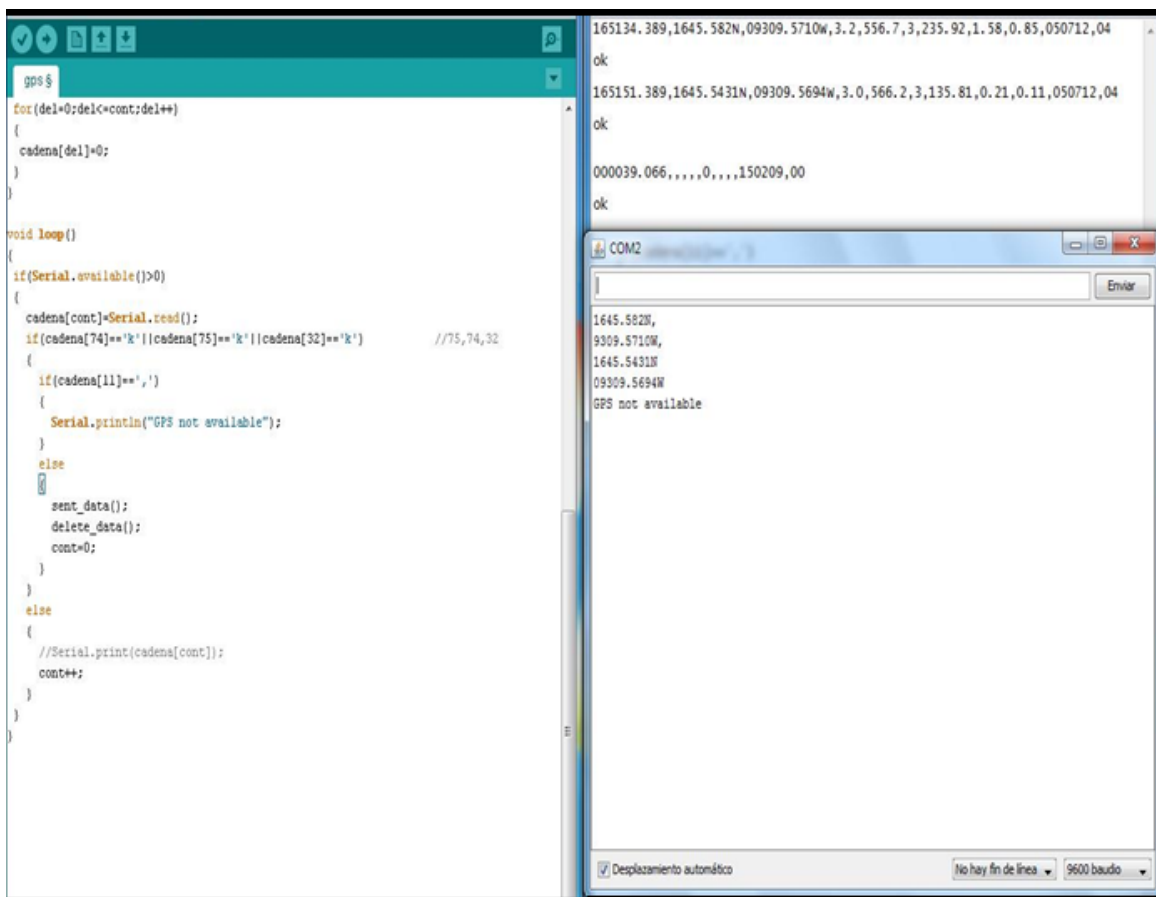 gps §
for(del=0;del<=cont;del++)
{
cadena[del]=0;
}
}
void loop()
{
if(Serial.available()>0)
{
cadena[cont]=Serial.read();
if(cadena[74]=='k'||cadena[75]=='k'||cadena[32]=='k') //75,74,32
{
if(cadena[11]==',')
{
Serial.println("GPS not available");
}
else
{
sent_data();
delete_data();
cont=0;
}
}
else
{
//Serial.print(cadena[cont]);
cont++;
}
}
}
165134.389,1645.582N,09309.5710W,3.2,556.7,3,235.92,1.58,0.85,050712,04
ok
165151.389,1645.5431N,09309.5694W,3.0,566.2,3,135.81,0.21,0.11,050712,04
ok
000039.066,,,,,0,,,,150209,00
ok
COM2
Enviar
1645.582N,
9309.5710W,
1645.5431N
09309.5694W
GPS not available
Desplazamiento automático
No hay fin de línea
9600 baudio